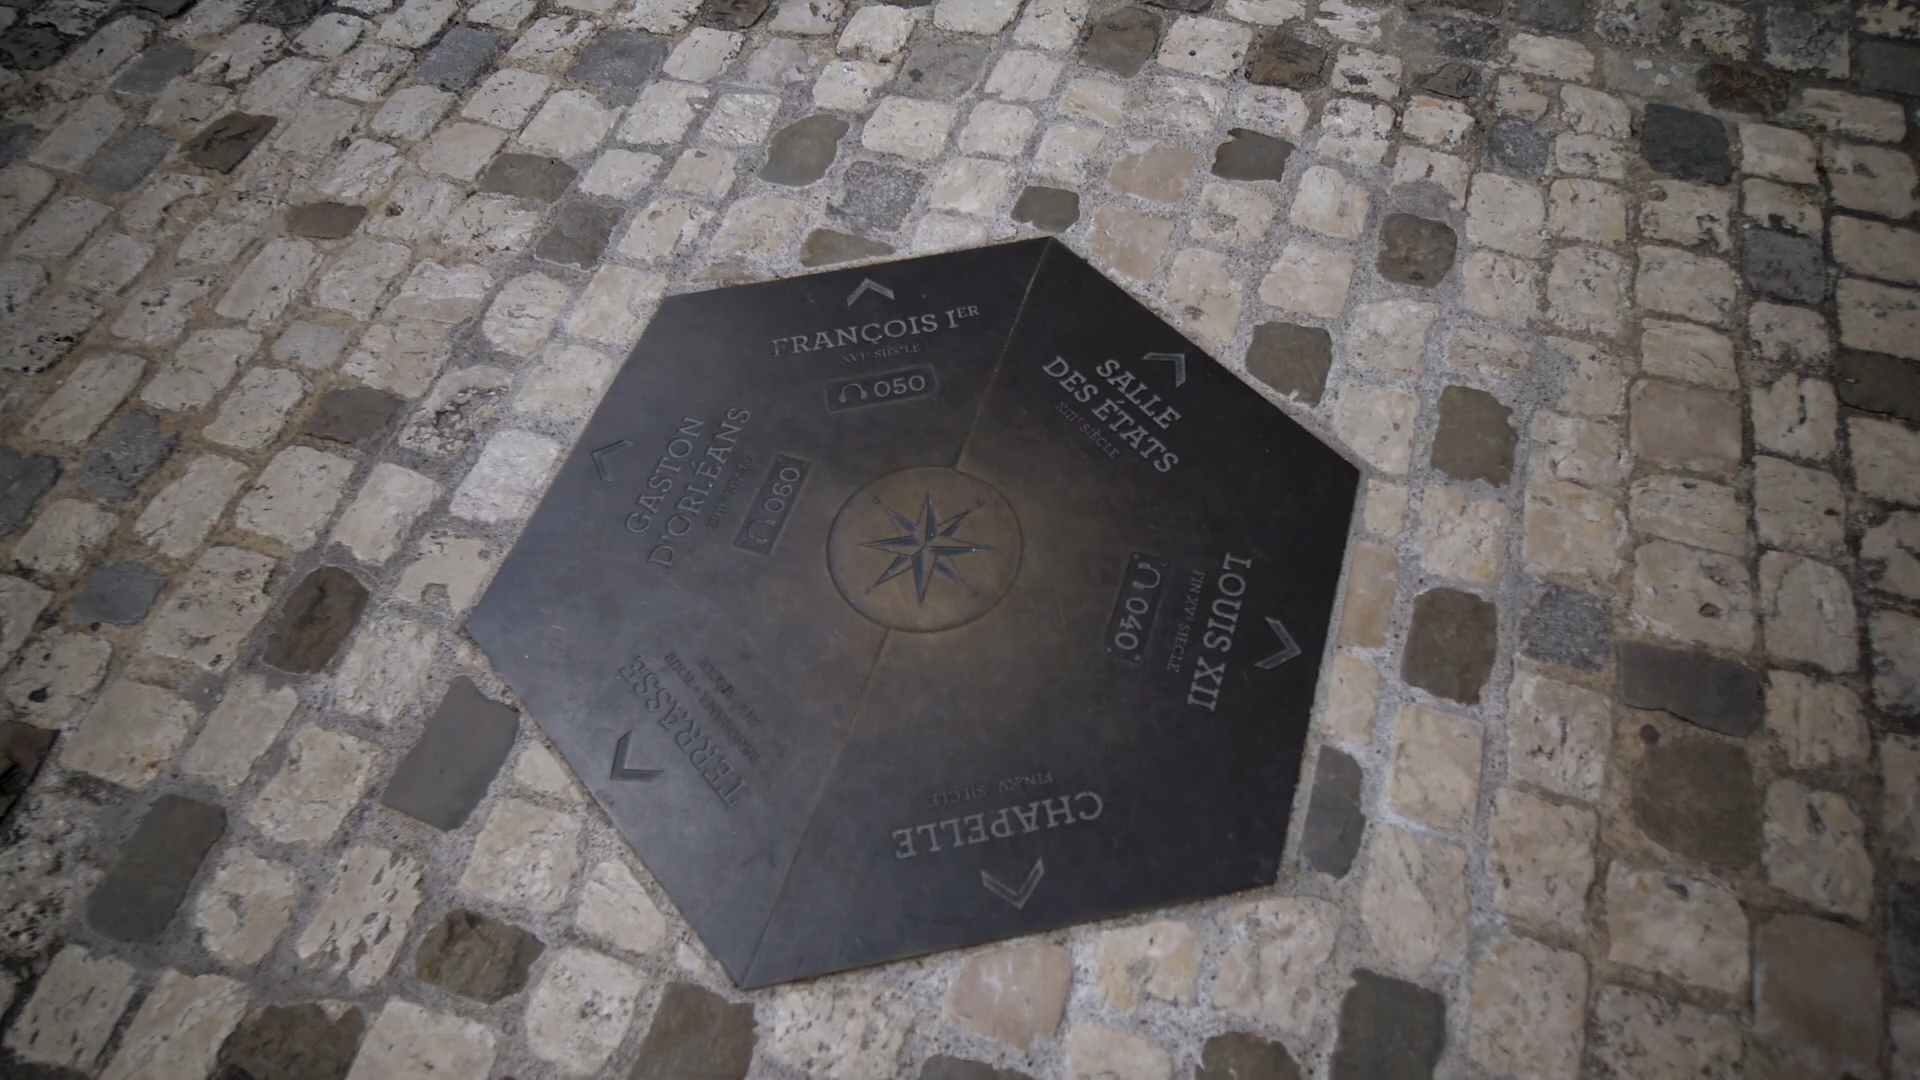 FRANÇOIS IER
XVIE SIÈCLE
050
SALLE
DES ÉTATS
XIIIE SIÈCLE
LOUIS XII
FIN XVE SIÈCLE
040
CHAPELLE
FIN XVE SIÈCLE
TERRASSE
GASTON
D'ORLÉANS
060